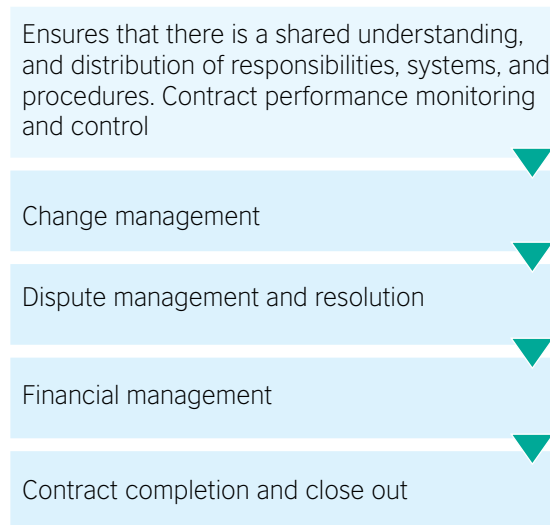 Ensures that there is a shared understanding,
and distribution of responsibilities, systems, and
procedures. Contract performance monitoring
and control
Change management
Dispute management and resolution
Financial management
Contract completion and close out